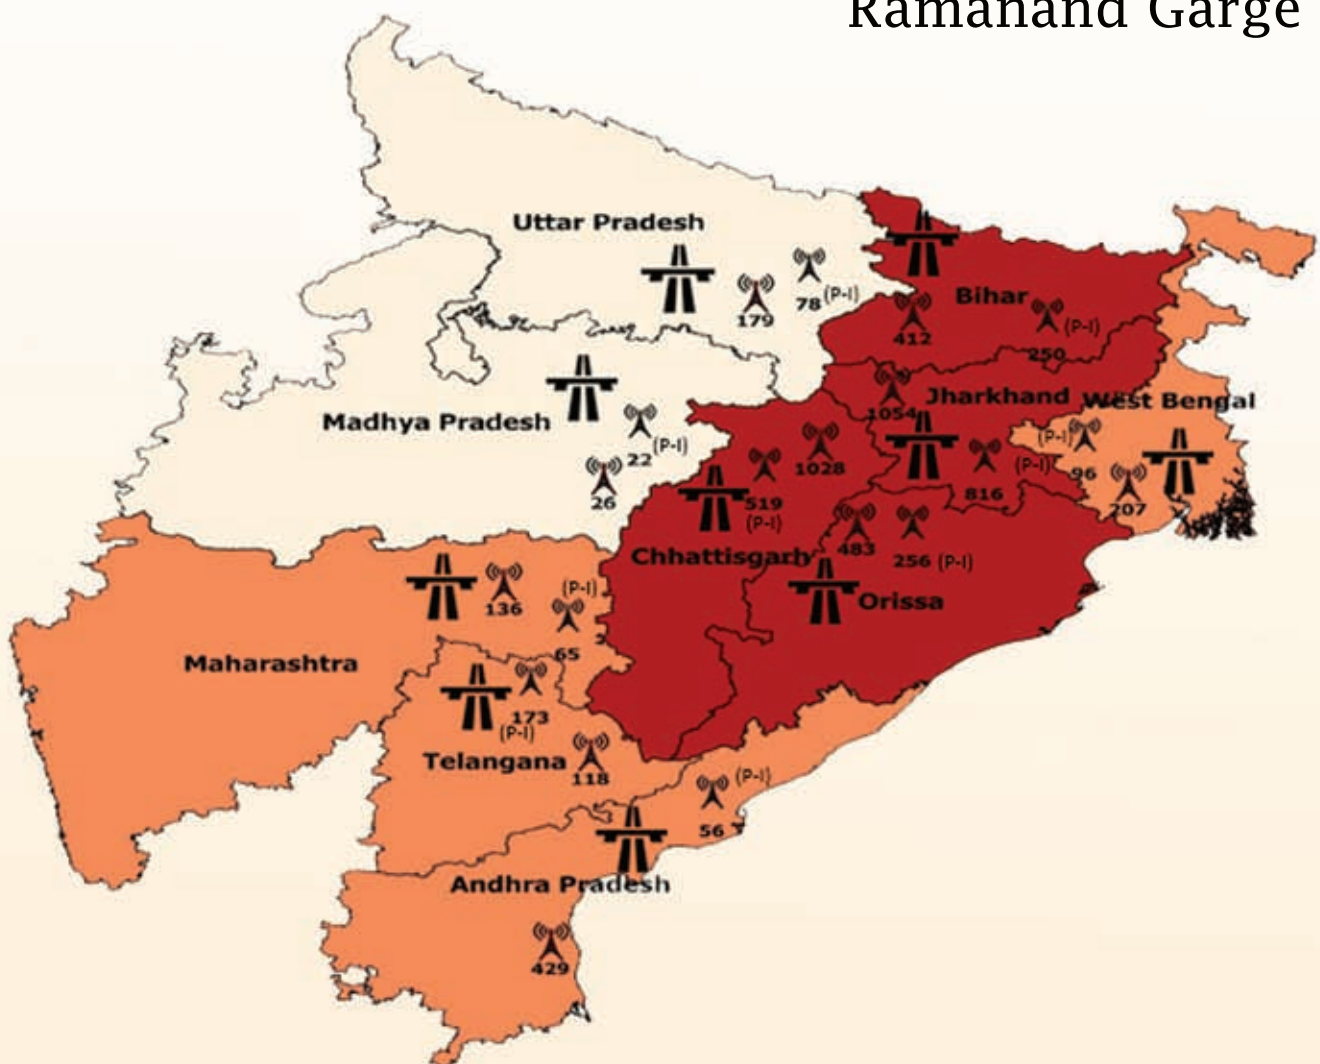 Ramanand Garge
Uttar Pradesh
179
78 (P-I)
Bihar
412
250 (P-I)
Madhya Pradesh
22 (P-I)
26
Jharkhand
1054
816 (P-I)
West Bengal
(P-I)
96
207
1028
519
(P-I)
Chhattisgarh
483
256 (P-I)
Orissa
136
(P-I)
65
Maharashtra
173
(P-I)
Telangana
118
(P-I)
56
Andhra Pradesh
429